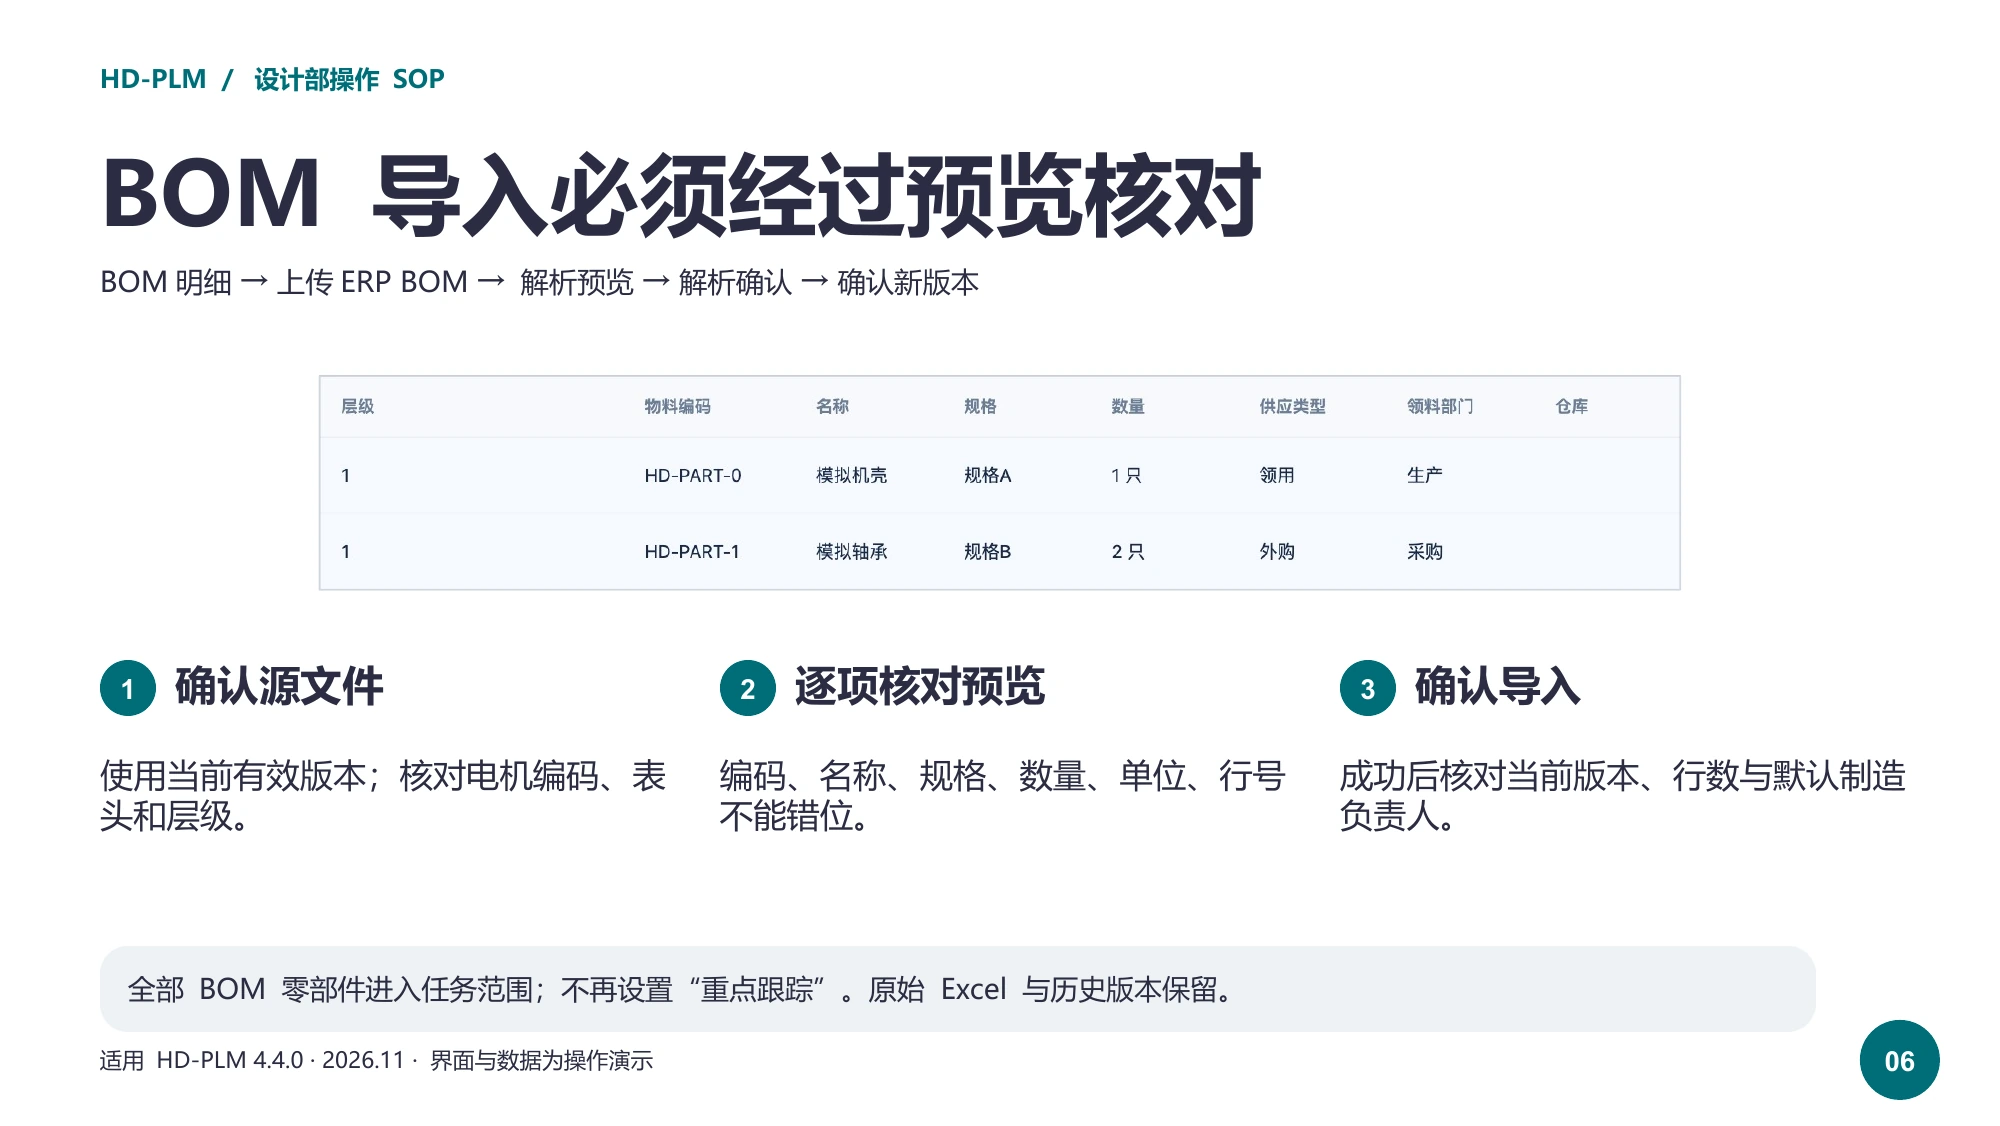 HD-PLM / 设计部操作 SOP
BOM 导入必须经过预览核对
BOM 明细 → 上传 ERP BOM → 解析预览 → 解析确认 → 确认新版本
层级 物料编码 名称 规格 数量 供应类型 领料部门 仓库
1 HD-PART-0 模拟机壳 规格A 1 只 领用 生产
1 HD-PART-1 模拟轴承 规格B 2 只 外购 采购
1 确认源文件
使用当前有效版本；核对电机编码、表
头和层级。
2 逐项核对预览
编码、名称、规格、数量、单位、行号
不能错位。
3 确认导入
成功后核对当前版本、行数与默认制造
负责人。
全部 BOM 零部件进入任务范围；不再设置“重点跟踪”。原始 Excel 与历史版本保留。
适用 HD-PLM 4.4.0 · 2026.11 · 界面与数据为操作演示
06